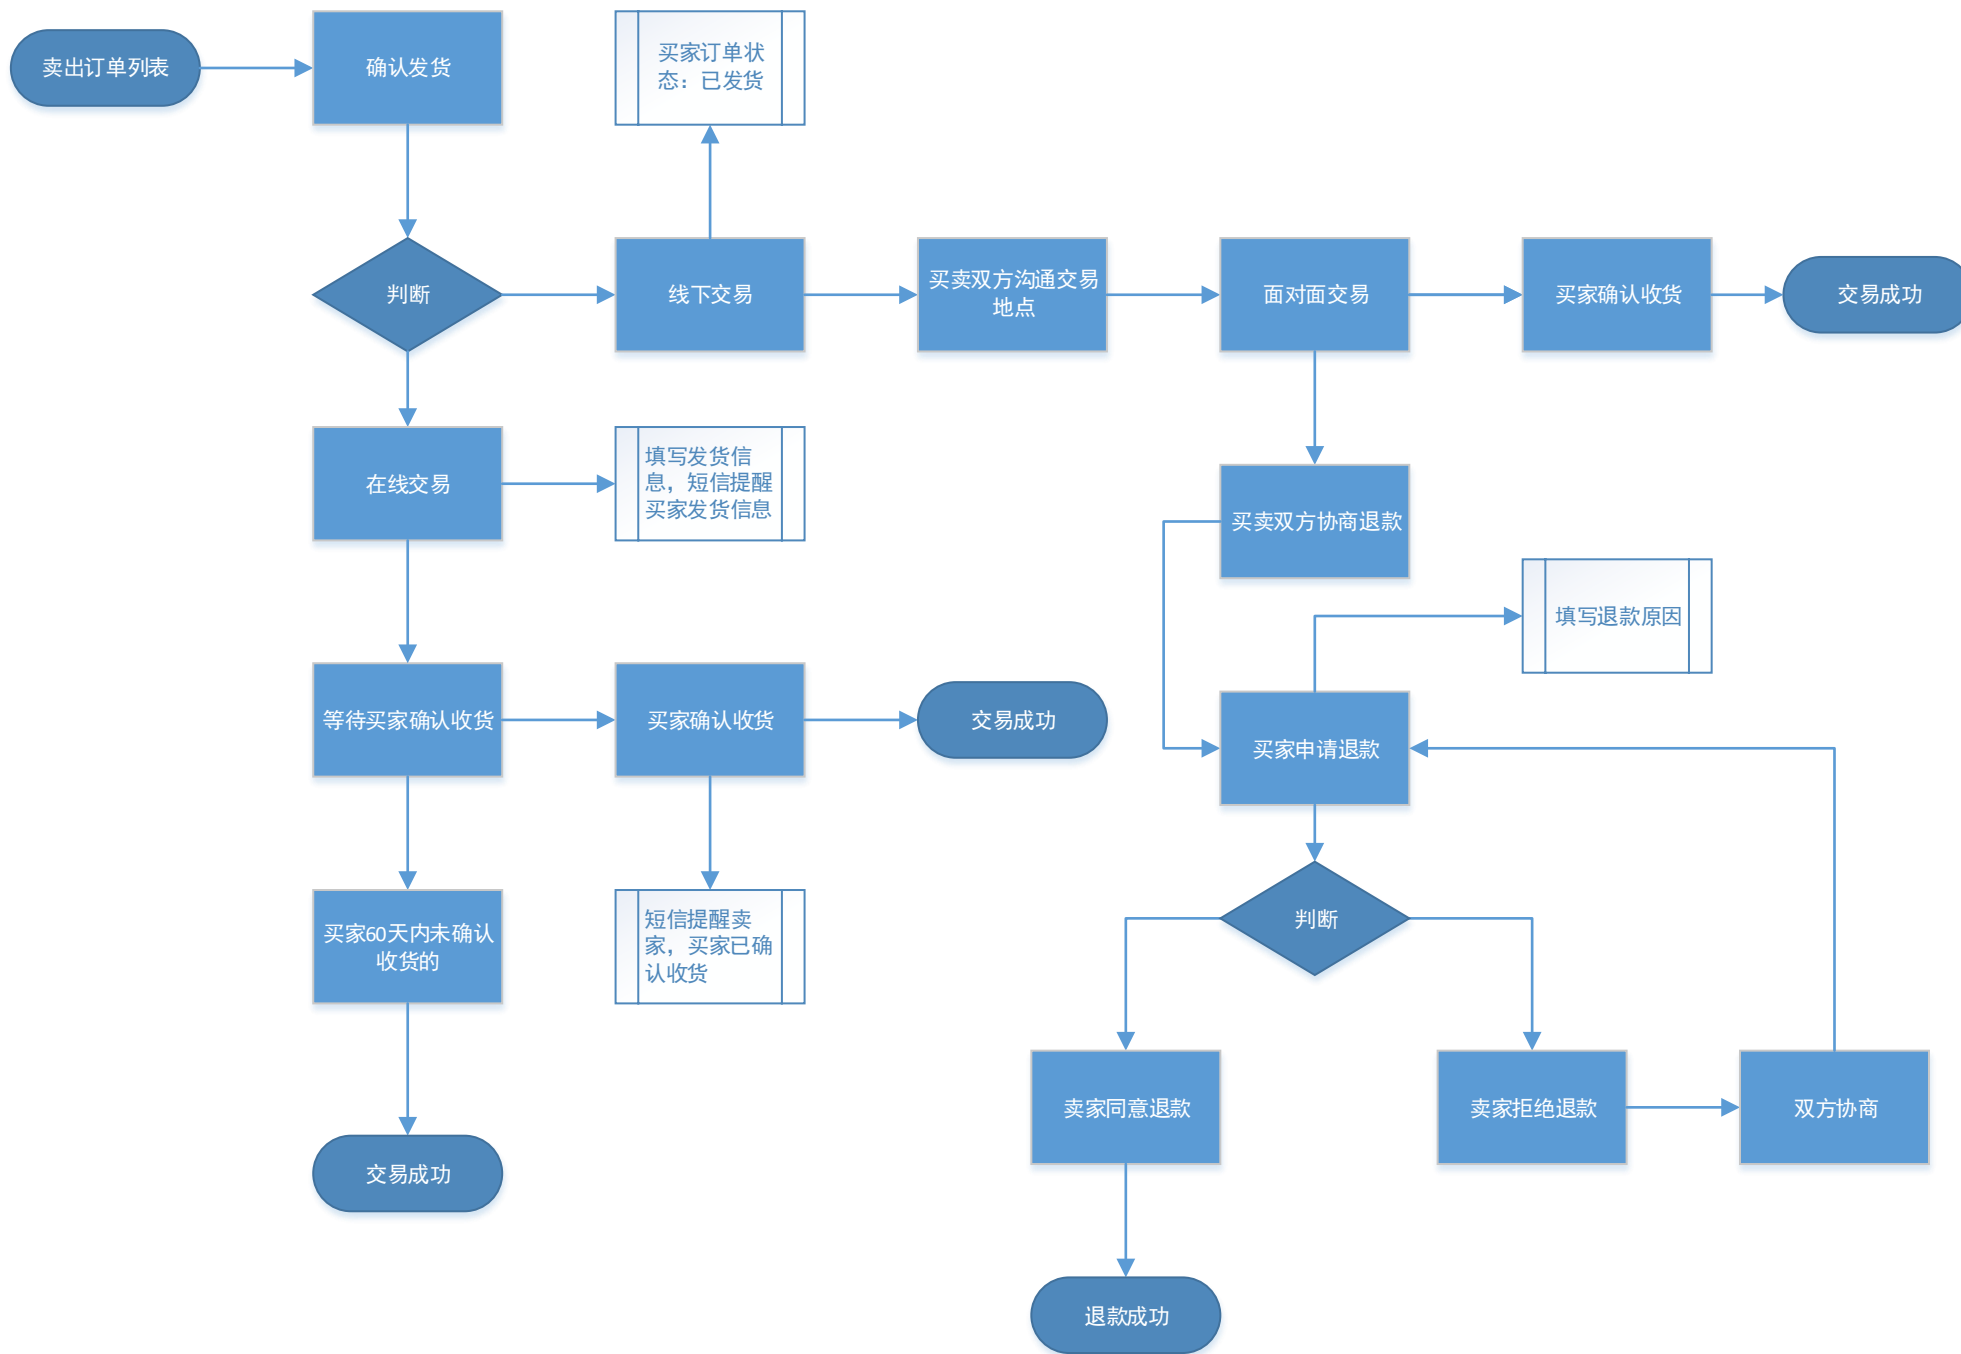 卖出订单列表
确认发货
买家订单状
态：已发货
判断
线下交易
买卖双方沟通交易
地点
面对面交易
买家确认收货
交易成功
在线交易
填写发货信
息，短信提醒
买家发货信息
买卖双方协商退款
填写退款原因
等待买家确认收货
买家确认收货
交易成功
买家申请退款
买家60天内未确认
收货的
短信提醒卖
家，买家已确
认收货
判断
卖家同意退款
卖家拒绝退款
双方协商
交易成功
退款成功